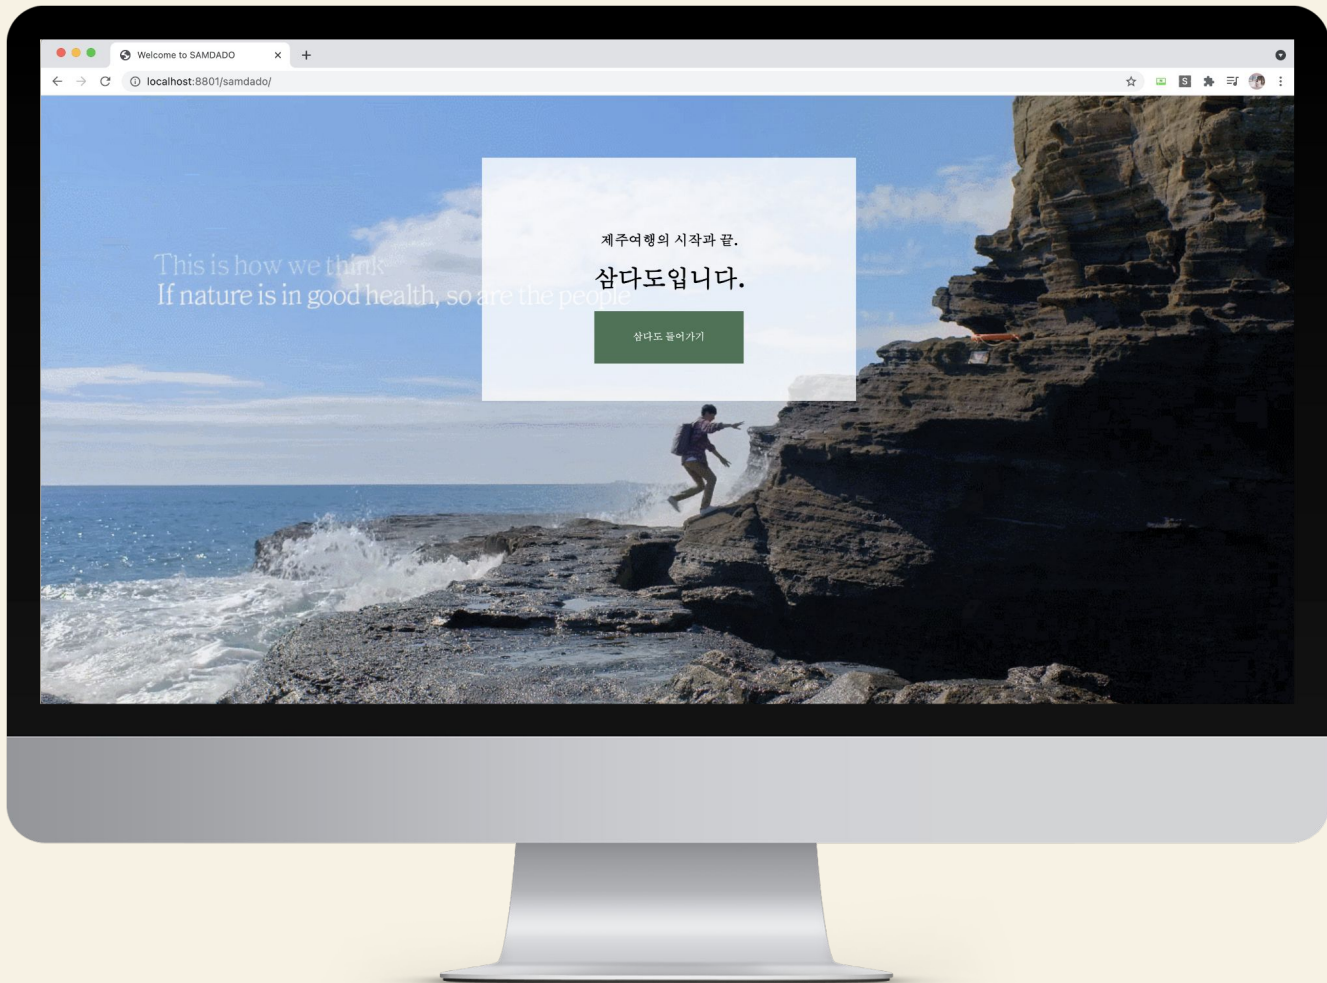 Welcome to SAMDADO
localhost:8801/samdado/
S
제주여행의 시작과 끝.
삼다도입니다.
This is how we think
If nature is in good health, so are the people
삼다도 들어가기